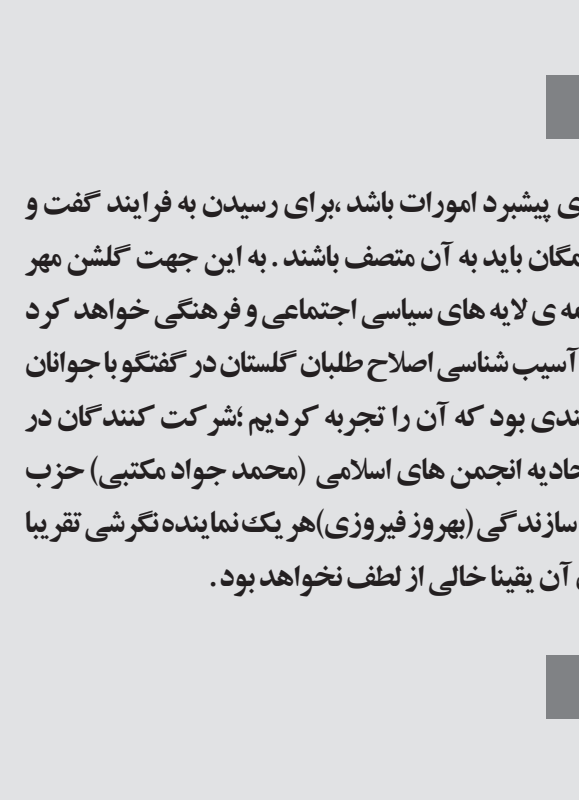 ی پیشبرد امورات باشد ،برای رسیدن به فرایند گفت و
مگان باید به آن متصف باشند . به این جهت گلشن مهر
مه ی لایه های سیاسی اجتماعی و فرهنگی خواهد کرد
آسیب شناسی اصلاح طلبان گلستان در گفتگو با جوانان
ندی بود که آن را تجربه کردیم ؛شرکت کنندگان در
حادیه انجمن های اسلامی (محمد جواد مکتبی) حزب
سازندگی (بهروز فیروزی)هر یک نماینده نگرشی تقریبا
آن یقینا خالی از لطف نخواهد بود .